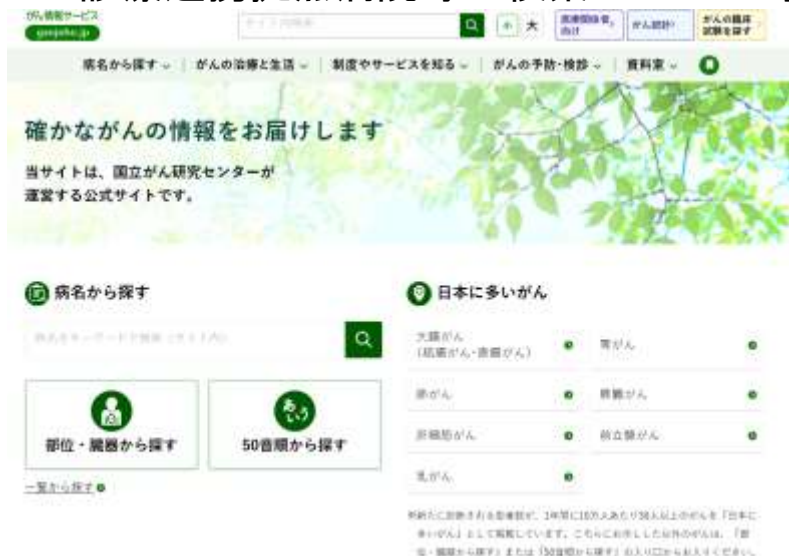 がん情報サービス
ganjoho.jp
サイト内検索
小 大
医療関係者向け
がん統計
がんの臨床試験を探す
病名から探す
がんの治療と生活
制度やサービスを知る
がんの予防・検診
資料室
確かながんの情報をお届けします
当サイトは、国立がん研究センターが
運営する公式サイトです。
病名から探す
部位・臓器から探す
あいう
50音順から探す
一覧から探す
日本に多いがん
大腸がん
（結腸がん・直腸がん）
胃がん
肺がん
膵臓がん
肝細胞がん
前立腺がん
乳がん